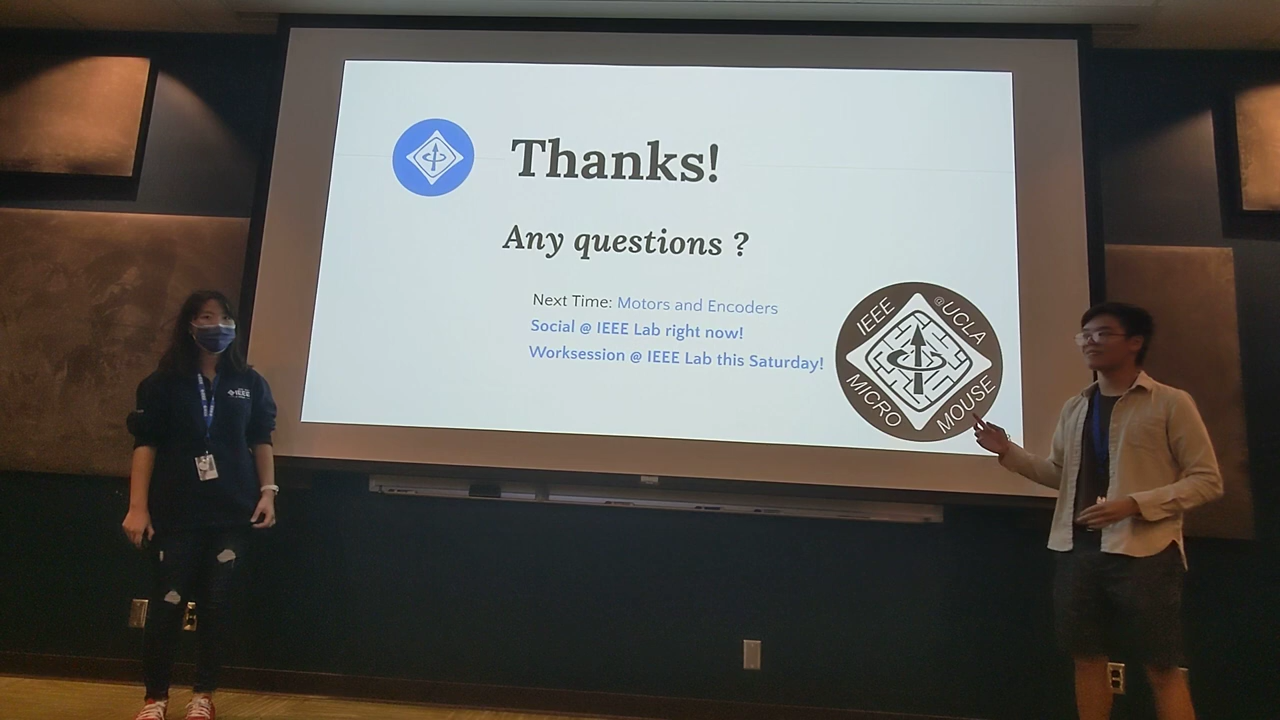 Thanks!
Any questions ?
Next Time: Motors and Encoders
Social @ IEEE Lab right now!
Worksession @ IEEE Lab this Saturday!
IEEE
@UCLA
MICRO
MOUSE
IEEE